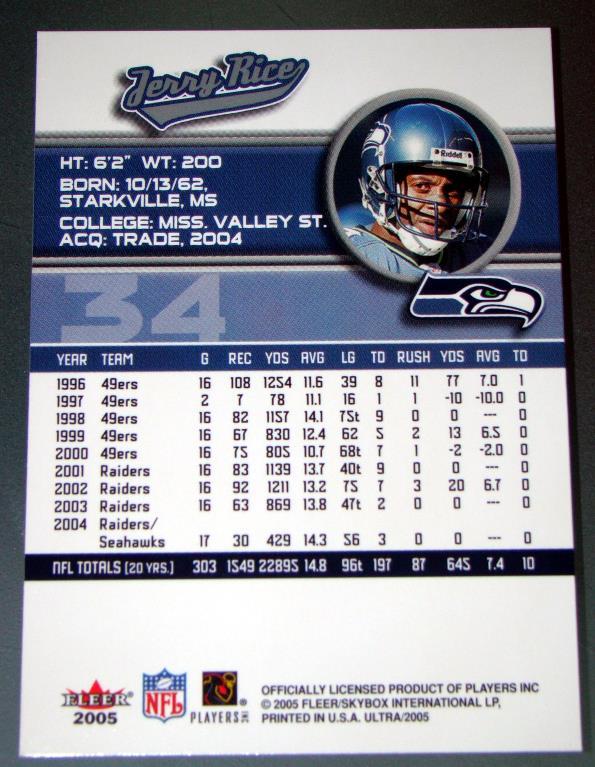 Jerry Rice
HT: 6'2" WT: 200
BORN: 10/13/62,
STARKVILLE, MS
COLLEGE: MISS. VALLEY ST.
ACQ: TRADE, 2004
Riddell
34
YEAR TEAM G REC YDS AVG LG TD RUSH YDS AVG TD
1996 49ers 16 108 1254 11.6 39 8 11 77 7.0 1
1997 49ers 2 7 78 11.1 16 1 1 -10 -10.0 0
1998 49ers 16 82 1157 14.1 75t 9 0 0 --- 0
1999 49ers 16 67 830 12.4 62 5 2 13 6.5 0
2000 49ers 16 75 805 10.7 68t 7 1 -2 -2.0 0
2001 Raiders 16 83 1139 13.7 40t 9 0 0 --- 0
2002 Raiders 16 92 1211 13.2 75 7 3 20 6.7 0
2003 Raiders 16 63 869 13.8 47t 2 0 0 --- 0
2004 Raiders/
Seahawks 17 30 429 14.3 56 3 0 0 --- 0
NFL TOTALS (20 YRS.) 303 1549 22895 14.8 96t 197 87 645 7.4 10
FLEER
2005
NFL
PLAYERS INC
OFFICIALLY LICENSED PRODUCT OF PLAYERS INC
© 2005 FLEER/SKYBOX INTERNATIONAL LP,
PRINTED IN U.S.A. ULTRA/2005